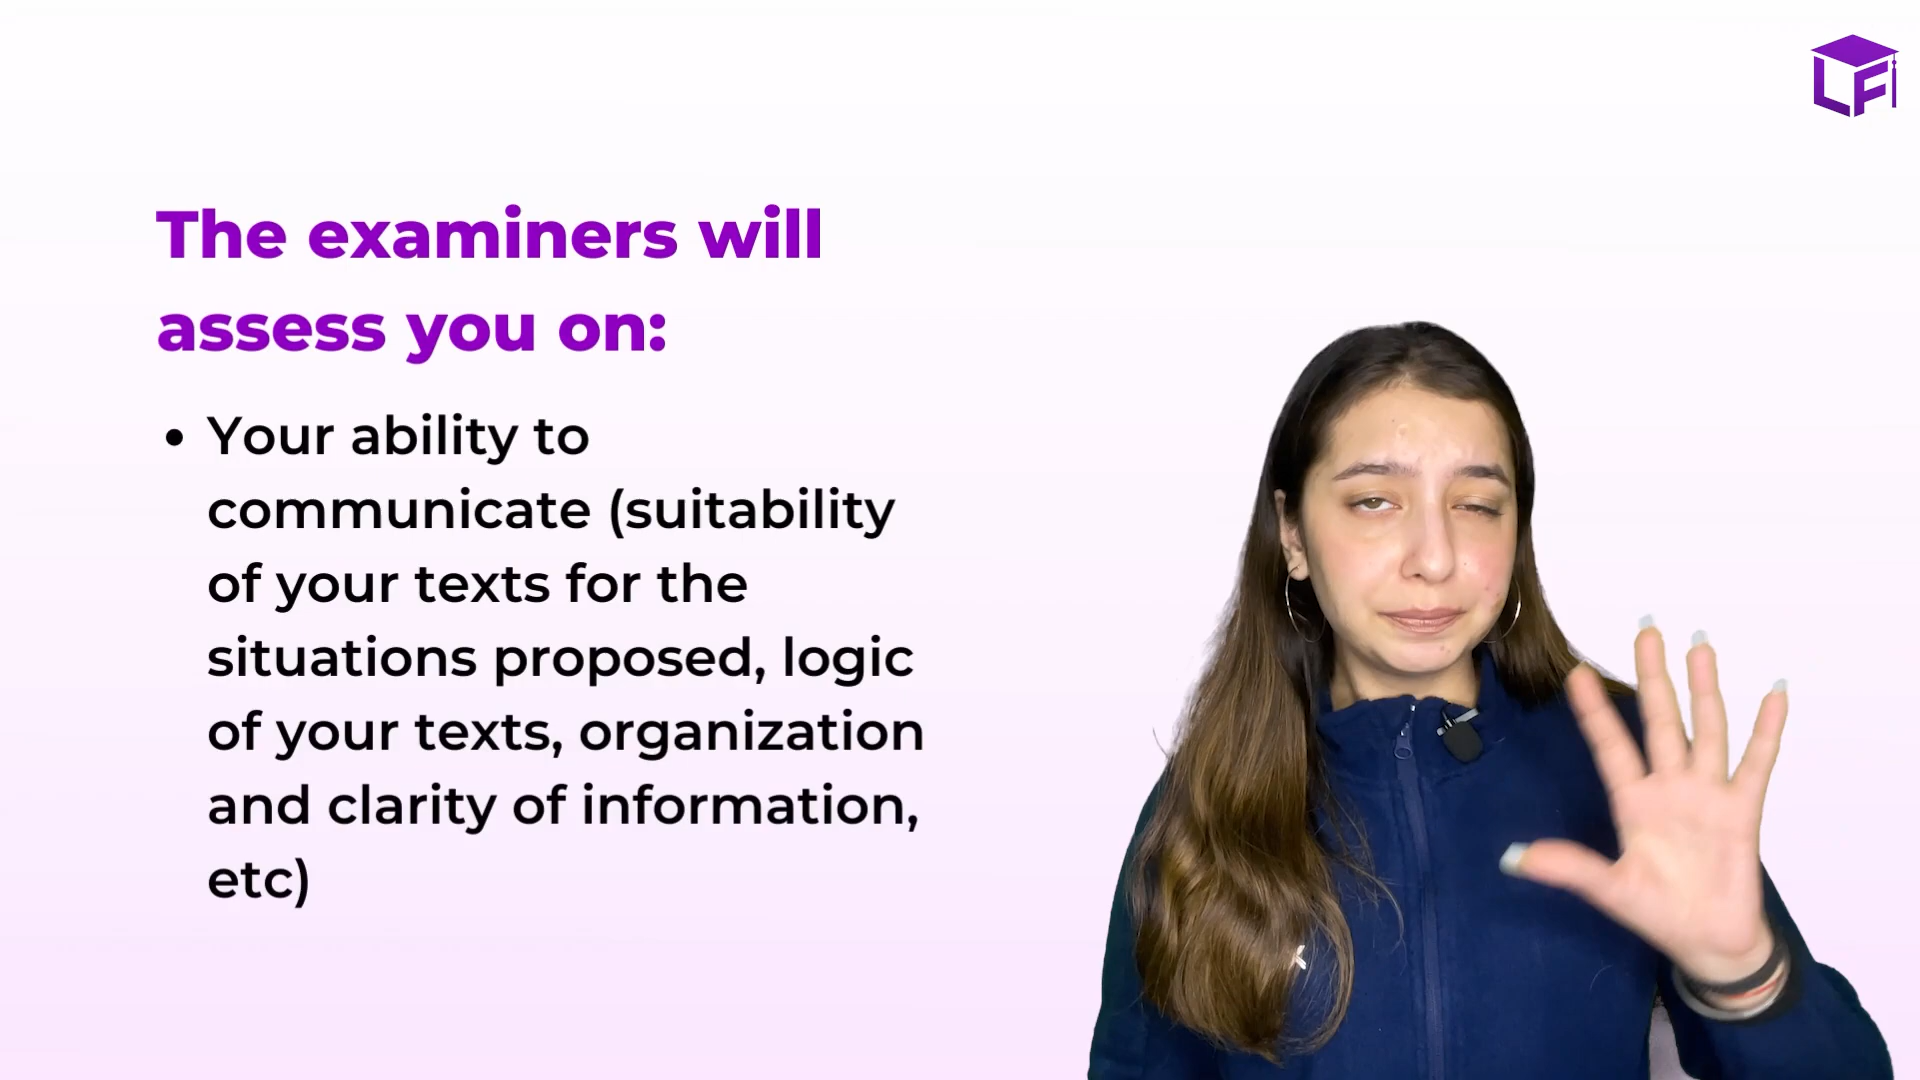 LF
The examiners will
assess you on:
• Your ability to
communicate (suitability
of your texts for the
situations proposed, logic
of your texts, organization
and clarity of information,
etc)